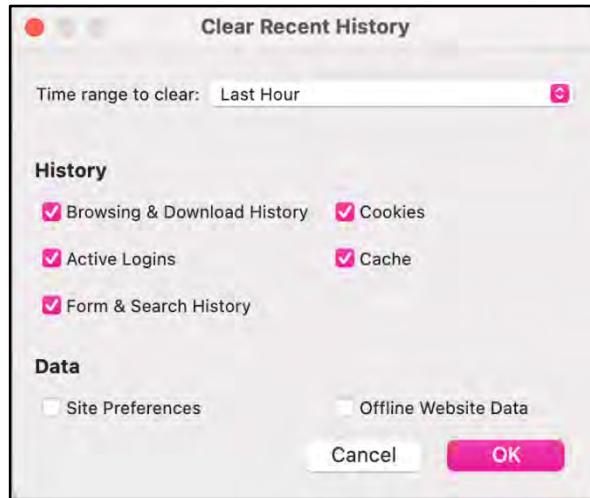 Clear Recent History
Time range to clear: Last Hour
History
Browsing & Download History Cookies
Active Logins Cache
Form & Search History
Data
Site Preferences Offline Website Data
Cancel OK